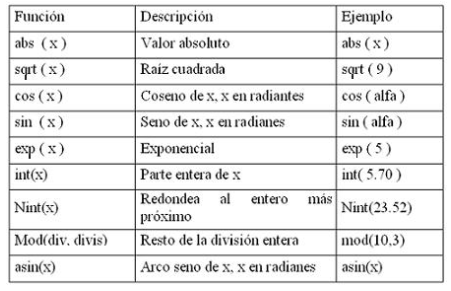 Función Descripción Ejemplo
abs ( x ) Valor absoluto abs ( x )
sqrt ( x ) Raíz cuadrada sqrt ( 9 )
cos ( x ) Coseno de x, x en radiantes cos ( alfa )
sin ( x ) Seno de x, x en radianes sin ( alfa )
exp ( x ) Exponencial exp ( 5 )
int(x) Parte entera de x int( 5.70 )
Nint(x) Redondea al entero más próximo Nint(23.52)
Mod(div, divis) Resto de la división entera mod(10,3)
asin(x) Arco seno de x, x en radianes asin(x)